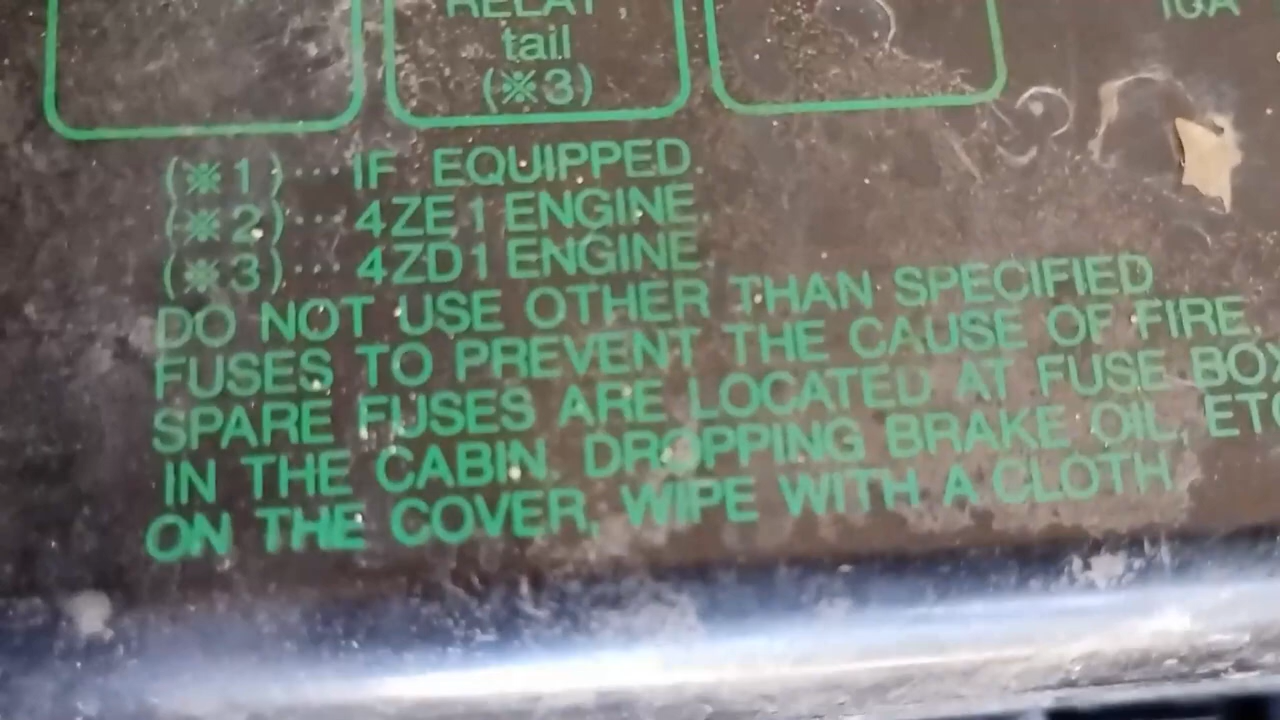 RELAY
tail
(※3)
10A
(※1)···IF EQUIPPED.
(※2)···4ZE1 ENGINE.
(※3)···4ZD1 ENGINE
DO NOT USE OTHER THAN SPECIFIED
FUSES TO PREVENT THE CAUSE OF FIRE.
SPARE FUSES ARE LOCATED AT FUSE BOX
IN THE CABIN. DROPPING BRAKE OIL, ETC
ON THE COVER, WIPE WITH A CLOTH